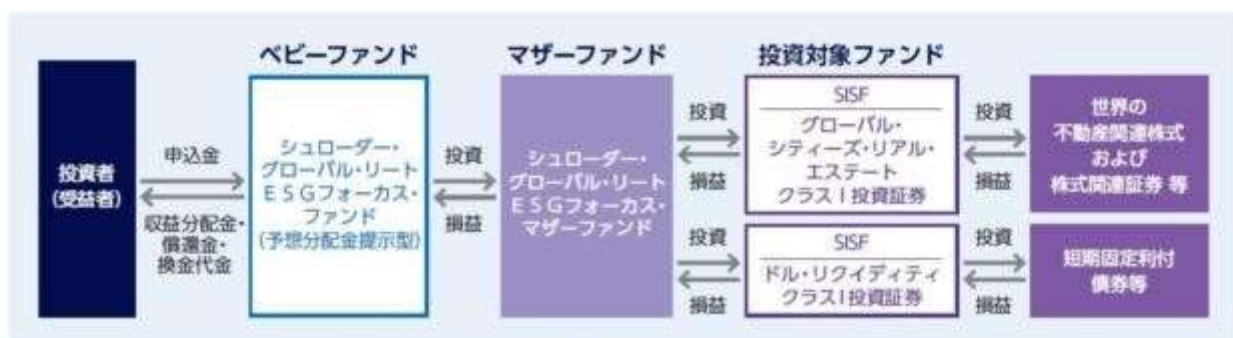 ベビーファンド
マザーファンド
投資対象ファンド
投資者
(受益者)
申込金
収益分配金・
償還金・
換金代金
シュローダー・
グローバル・リート
ESGフォーカス・
ファンド
(予想分配金提示型)
投資
損益
シュローダー・
グローバル・リート
ESGフォーカス・
マザーファンド
投資
損益
SISF
グローバル・
シティーズ・リアル・
エステート
クラスI投資証券
投資
損益
世界の
不動産関連株式
および
株式関連証券 等
投資
損益
SISF
ドル・リクイディティ
クラスI投資証券
投資
損益
短期固定利付
債券等